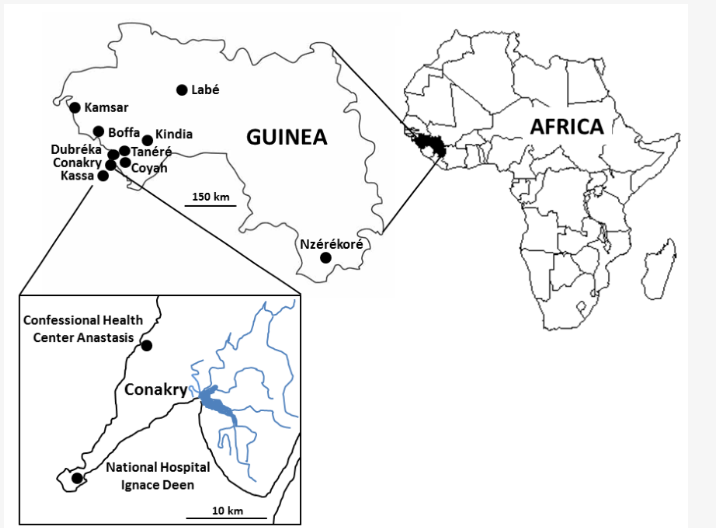 Labé
Kamsar
Boffa
Kindia
Dubréka
Tanéré
Conakry
Coyah
Kassa
GUINEA
AFRICA
150 km
Nzérékoré
Confessional Health
Center Anastasis
Conakry
National Hospital
Ignace Deen
10 km